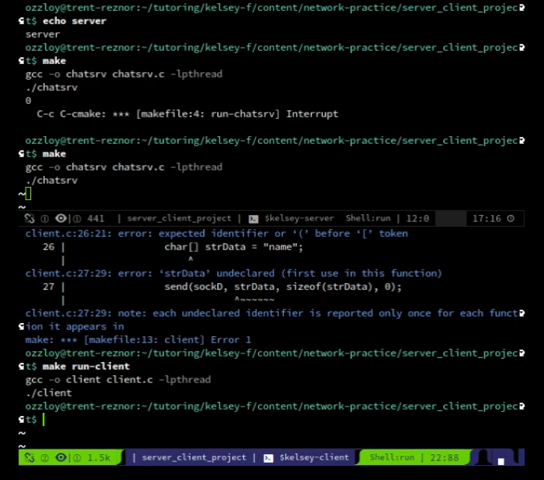 ozzloy@trent-reznor:~/tutoring/kelsey-f/content/network-practice/server_client_projec
t$ echo server
server
ozzloy@trent-reznor:~/tutoring/kelsey-f/content/network-practice/server_client_projec
t$ make
gcc -o chatsrv chatsrv.c -lpthread
./chatsrv
0
C-c C-cmake: *** [makefile:4: run-chatsrv] Interrupt
ozzloy@trent-reznor:~/tutoring/kelsey-f/content/network-practice/server_client_projec
t$ make
gcc -o chatsrv chatsrv.c -lpthread
./chatsrv
~
~
441 | server_client_project | $kelsey-server Shell:run | 12:0 17:16
client.c:26:21: error: expected identifier or ‘(’ before ‘[’ token
26 | char[] strData = "name";
| ^
client.c:27:29: error: ‘strData’ undeclared (first use in this function)
27 | send(sockD, strData, sizeof(strData), 0);
| ^~~~~~~
client.c:27:29: note: each undeclared identifier is reported only once for each funct
ion it appears in
make: *** [makefile:13: client] Error 1
ozzloy@trent-reznor:~/tutoring/kelsey-f/content/network-practice/server_client_projec
t$ make run-client
gcc -o client client.c -lpthread
./client
ozzloy@trent-reznor:~/tutoring/kelsey-f/content/network-practice/server_client_projec
t$
~
~
1.5k | server_client_project | $kelsey-client Shell:run | 22:88